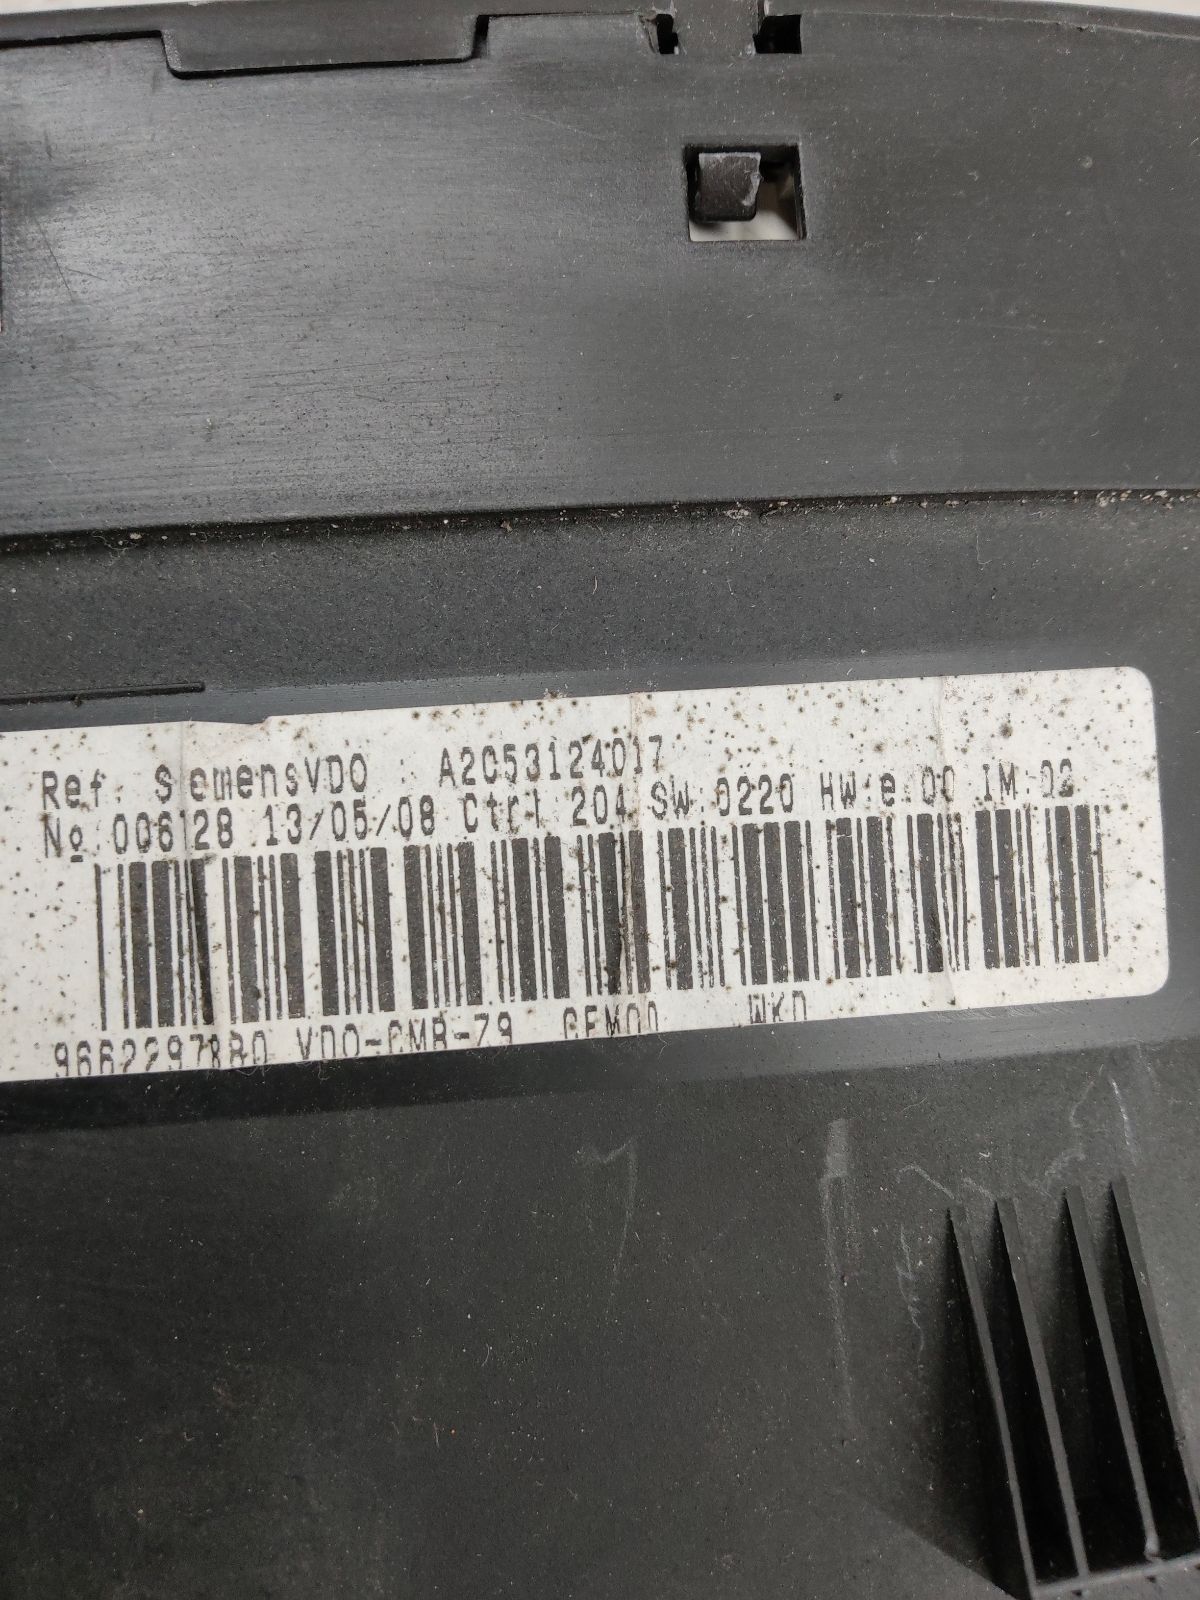 Ref. SiemensVDO : A2C53124017
Nº 006128 13/05/08 Ctrl 204 SW:0220 HW:e.00 IM:02
9662297880 VDO-CMB-Z9 GEM00 WKD